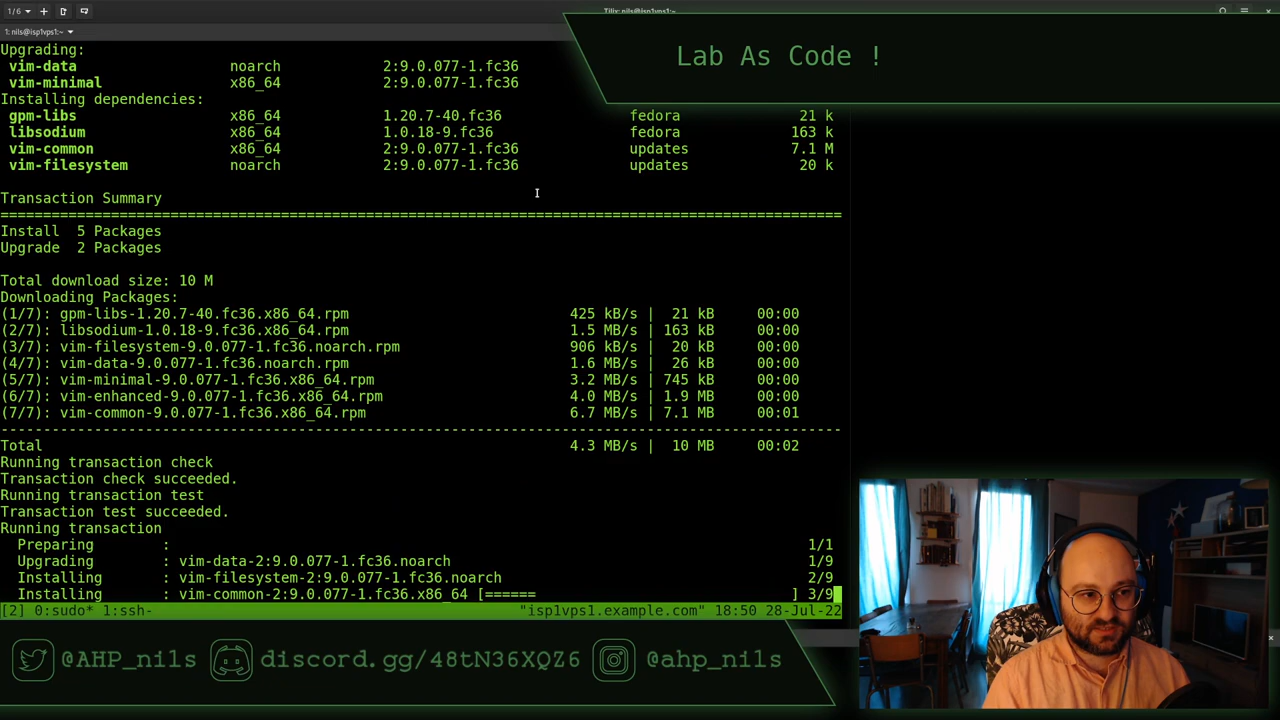 1 / 6
Tilix: nils@isp1vps1:~
1: nils@isp1vps1:~
Lab As Code !
Upgrading:
vim-data noarch 2:9.0.077-1.fc36
vim-minimal x86_64 2:9.0.077-1.fc36
Installing dependencies:
gpm-libs x86_64 1.20.7-40.fc36 fedora 21 k
libsodium x86_64 1.0.18-9.fc36 fedora 163 k
vim-common x86_64 2:9.0.077-1.fc36 updates 7.1 M
vim-filesystem noarch 2:9.0.077-1.fc36 updates 20 k
Transaction Summary
================================================================================
Install 5 Packages
Upgrade 2 Packages
Total download size: 10 M
Downloading Packages:
(1/7): gpm-libs-1.20.7-40.fc36.x86_64.rpm 425 kB/s | 21 kB 00:00
(2/7): libsodium-1.0.18-9.fc36.x86_64.rpm 1.5 MB/s | 163 kB 00:00
(3/7): vim-filesystem-9.0.077-1.fc36.noarch.rpm 906 kB/s | 20 kB 00:00
(4/7): vim-data-9.0.077-1.fc36.noarch.rpm 1.6 MB/s | 26 kB 00:00
(5/7): vim-minimal-9.0.077-1.fc36.x86_64.rpm 3.2 MB/s | 745 kB 00:00
(6/7): vim-enhanced-9.0.077-1.fc36.x86_64.rpm 4.0 MB/s | 1.9 MB 00:00
(7/7): vim-common-9.0.077-1.fc36.x86_64.rpm 6.7 MB/s | 7.1 MB 00:01
--------------------------------------------------------------------------------
Total 4.3 MB/s | 10 MB 00:02
Running transaction check
Transaction check succeeded.
Running transaction test
Transaction test succeeded.
Running transaction
Preparing : 1/1
Upgrading : vim-data-2:9.0.077-1.fc36.noarch 1/9
Installing : vim-filesystem-2:9.0.077-1.fc36.noarch 2/9
Installing : vim-common-2:9.0.077-1.fc36.x86_64 [====== ] 3/9
[2] 0:sudo* 1:ssh- "isp1vps1.example.com" 18:50 28-Jul-22
@AHP_nils discord.gg/48tN36XQZ6 @ahp_nils